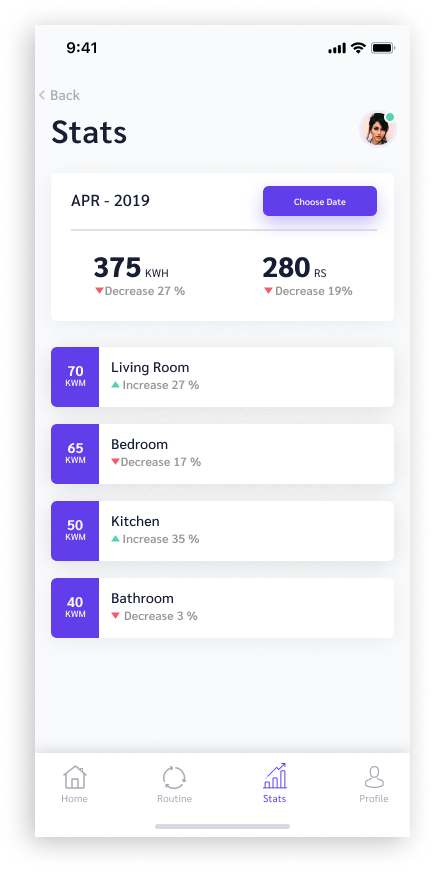 9:41
Back
Stats
APR - 2019
Choose Date
375 KWH
Decrease 27 %
280 RS
Decrease 19%
70
KWM
Living Room
Increase 27 %
65
KWM
Bedroom
Decrease 17 %
50
KWM
Kitchen
Increase 35 %
40
KWM
Bathroom
Decrease 3 %
Home
Routine
Stats
Profile